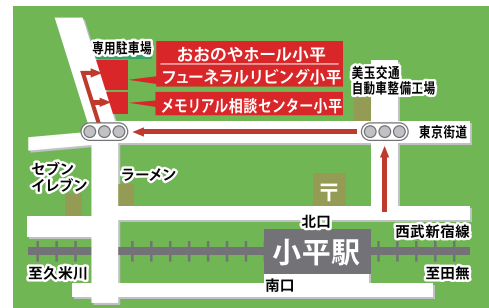 専用駐車場
おおのやホール小平
フューネラルリビング小平
メモリアル相談センター小平
美玉交通
自動車整備工場
東京街道
セブン
イレブン
ラーメン
〒
北口
西武新宿線
小平駅
至久米川
至田無
南口